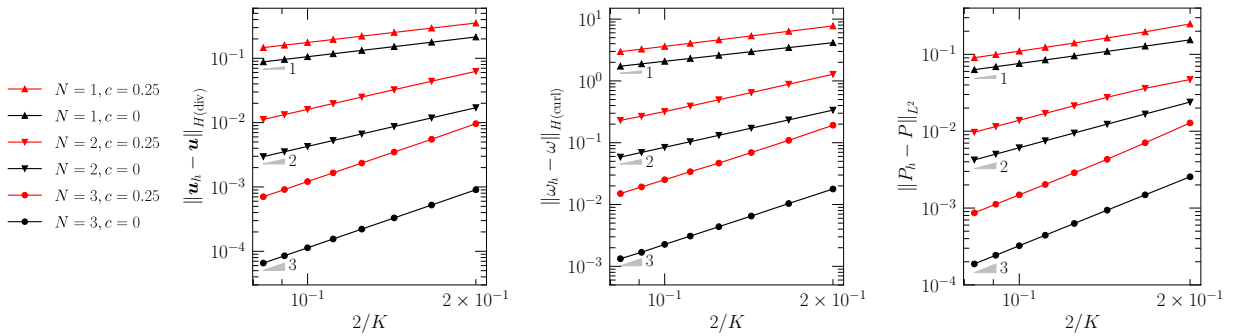 N = 1, c = 0.25
N = 1, c = 0
N = 2, c = 0.25
N = 2, c = 0
N = 3, c = 0.25
N = 3, c = 0
||𝒖_h − 𝒖||_{H(div)}
10^{-1}
10^{-2}
10^{-3}
10^{-4}
1
2
3
10^{-1}
2 × 10^{-1}
2/K
||ω_h − ω||_{H(curl)}
10^{1}
10^{0}
10^{-1}
10^{-2}
10^{-3}
1
2
3
10^{-1}
2 × 10^{-1}
2/K
||P_h − P||_{L^2}
10^{0}
10^{-1}
10^{-2}
10^{-3}
10^{-4}
1
2
3
10^{-1}
2 × 10^{-1}
2/K